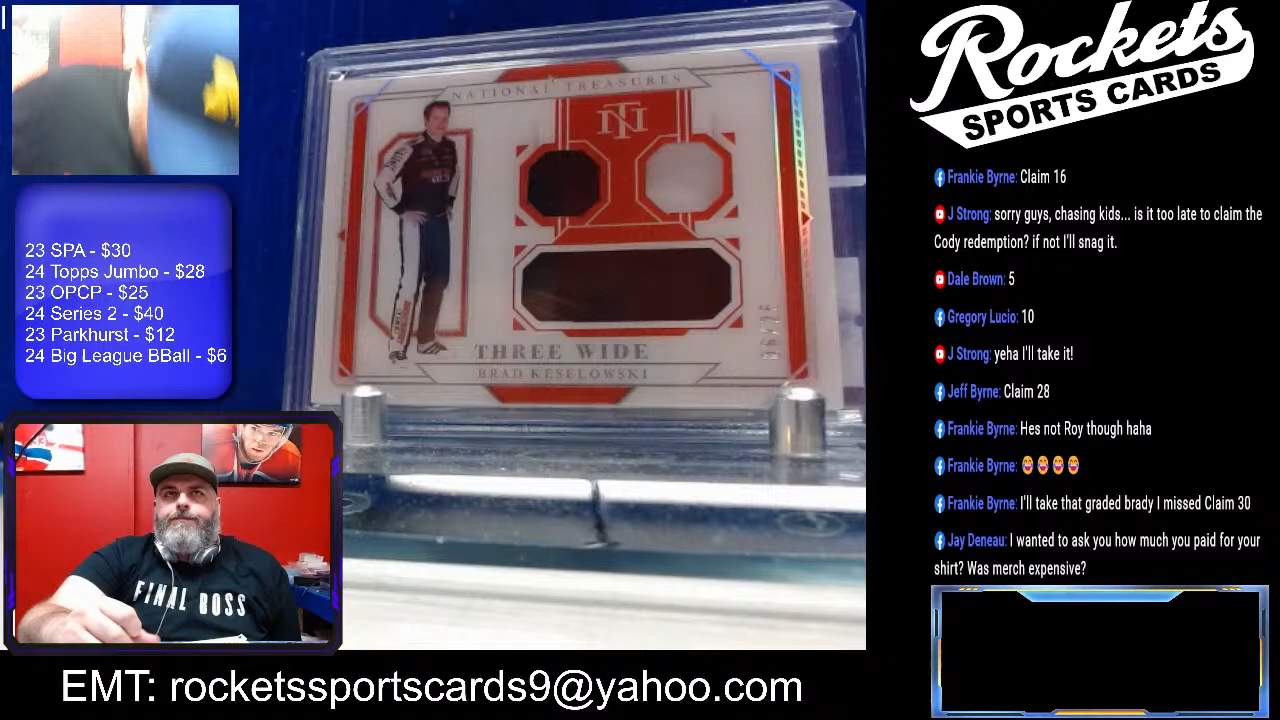 23 SPA - $30
24 Topps Jumbo - $28
23 OPCP - $25
24 Series 2 - $40
23 Parkhurst - $12
24 Big League BBall - $6
NATIONAL TREASURES
NT
THREE WIDE
BRAD KESELOWSKI
FINAL BOSS
Rockets
SPORTS CARDS
Frankie Byrne: Claim 16
J Strong: sorry guys, chasing kids... is it too late to claim the
Cody redemption? if not I'll snag it.
Dale Brown: 5
Gregory Lucio: 10
J Strong: yeha I'll take it!
Jeff Byrne: Claim 28
Frankie Byrne: Hes not Roy though haha
Frankie Byrne: 😂😂😂😂
Frankie Byrne: I'll take that graded brady I missed Claim 30
Jay Deneau: I wanted to ask you how much you paid for your
shirt? Was merch expensive?
EMT: rocketssportscards9@yahoo.com